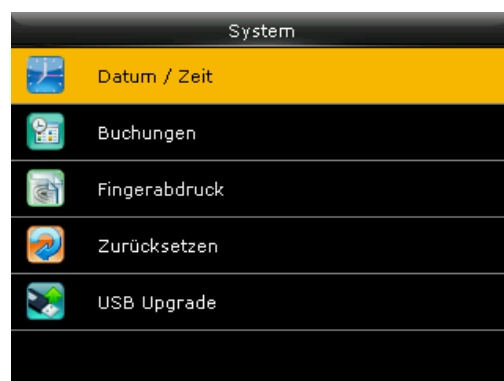 System
Datum / Zeit
Buchungen
Fingerabdruck
Zurücksetzen
USB Upgrade